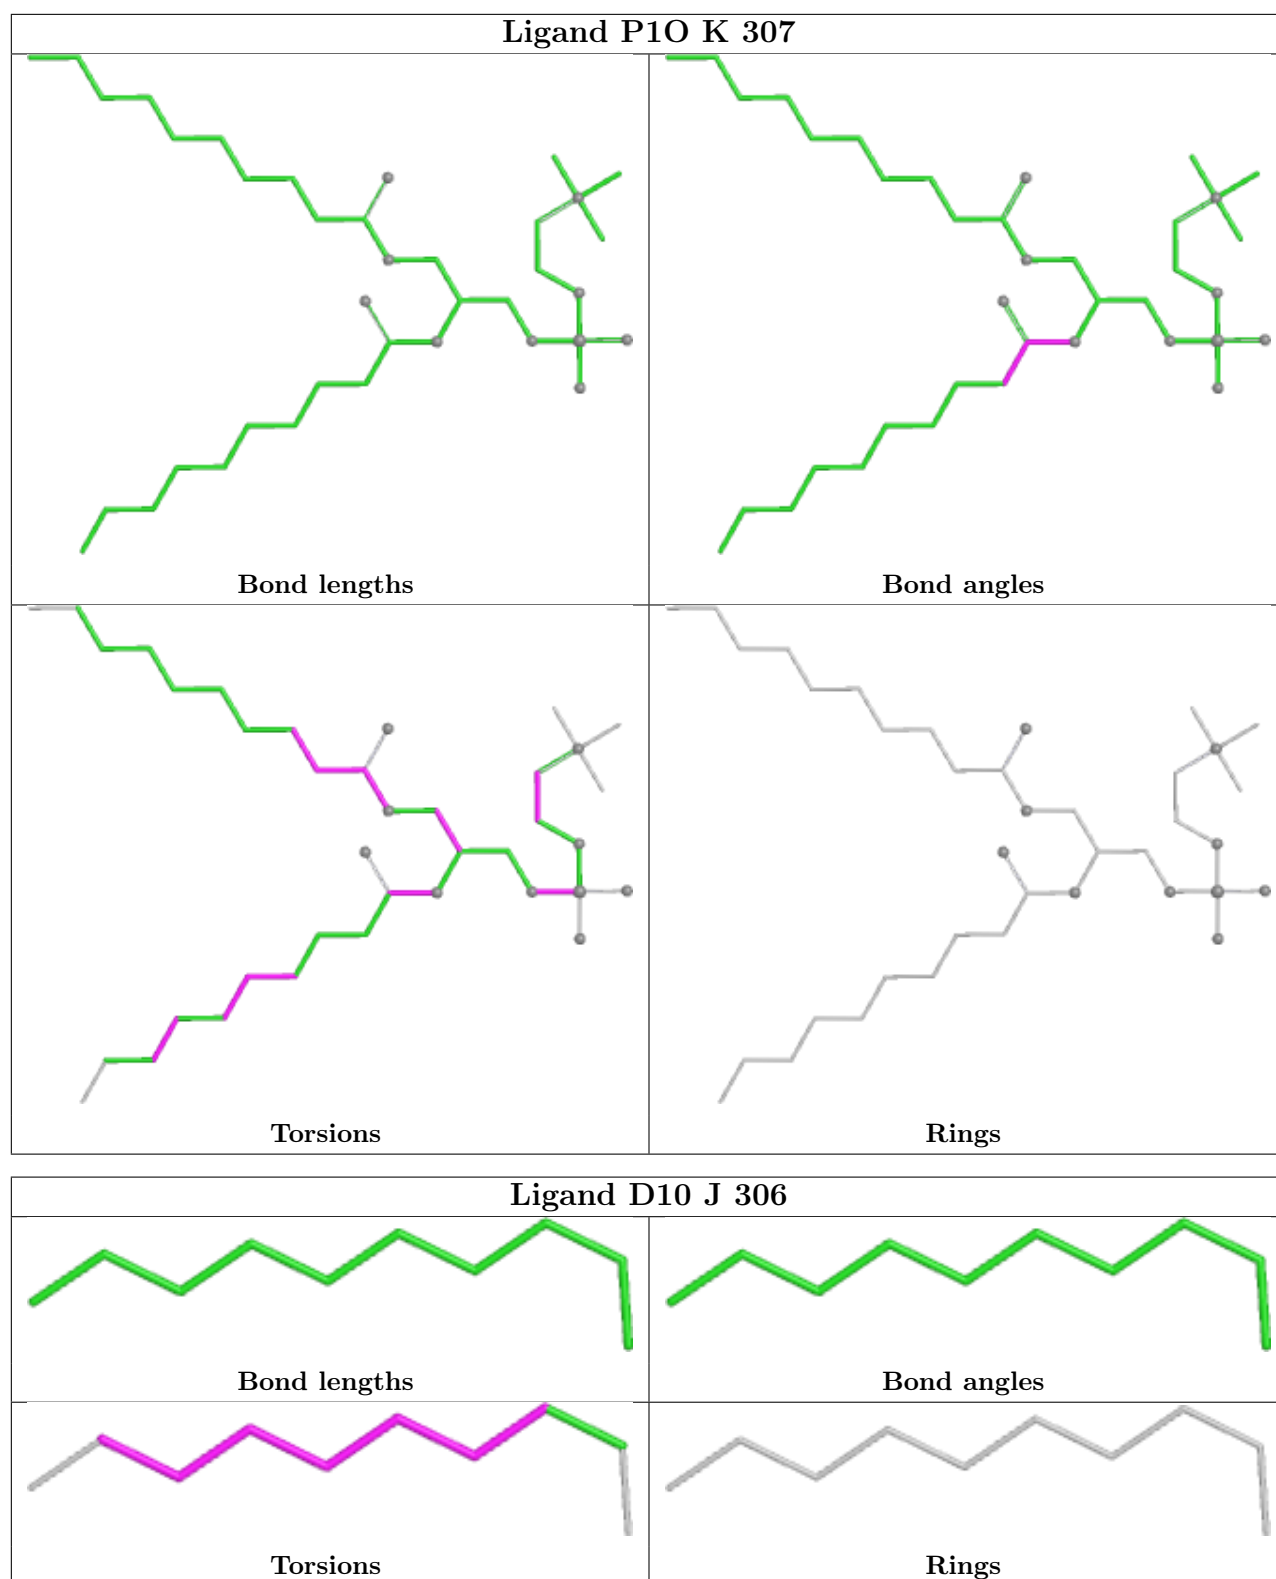 Ligand P1O K 307
Bond lengths
Bond angles
Torsions
Rings
Ligand D10 J 306
Bond lengths
Bond angles
Torsions
Rings